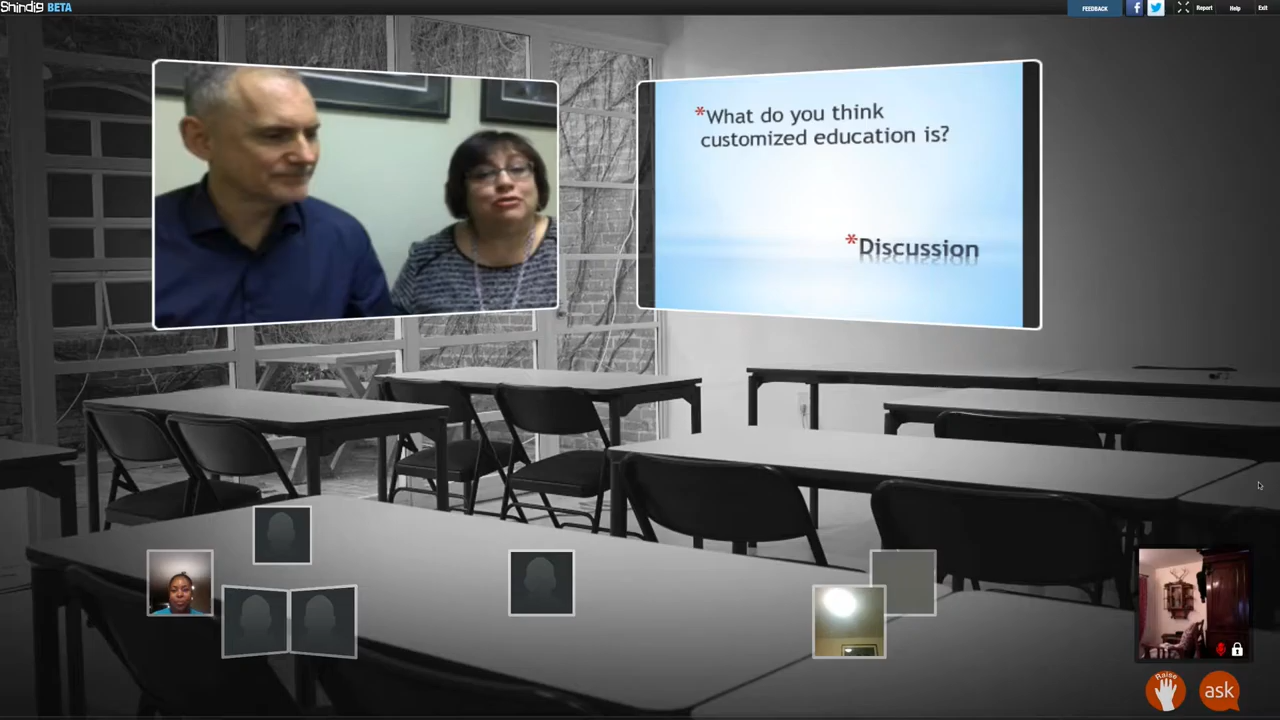 Shindig BETA
FEEDBACK
Report
Help
Exit
*What do you think
customized education is?
*Discussion
Raise
ask